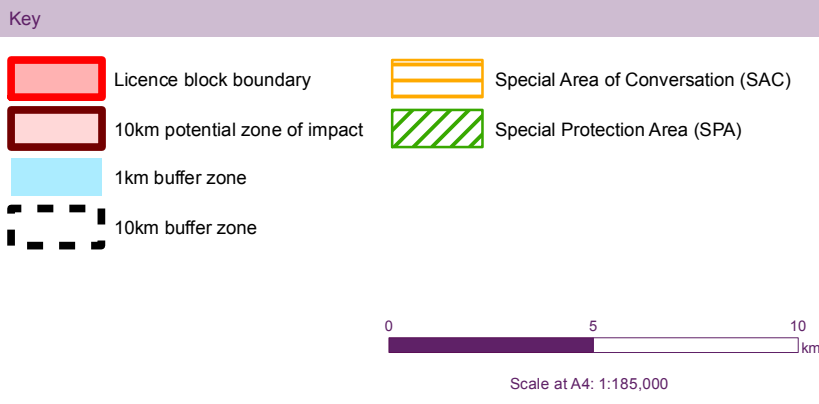 Key
Licence block boundary
10km potential zone of impact
1km buffer zone
10km buffer zone
Special Area of Conversation (SAC)
Special Protection Area (SPA)
0 5 10
km
Scale at A4: 1:185,000